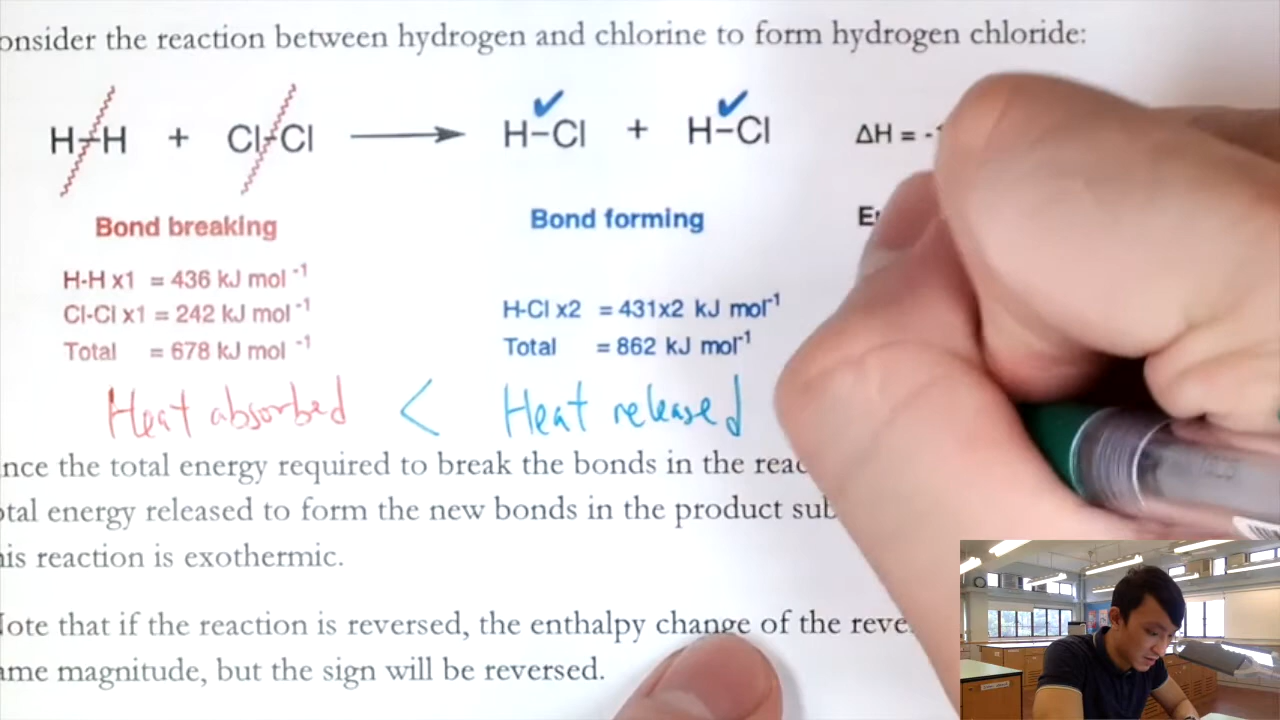 onsider the reaction between hydrogen and chlorine to form hydrogen chloride:
H-H + Cl-Cl ⟶ H-Cl + H-Cl ΔH = -
Bond breaking Bond forming
H-H x1 = 436 kJ mol⁻¹
Cl-Cl x1 = 242 kJ mol⁻¹ H-Cl x2 = 431x2 kJ mol⁻¹
Total = 678 kJ mol⁻¹ Total = 862 kJ mol⁻¹
Heat absorbed < Heat released
nce the total energy required to break the bonds in the reac
otal energy released to form the new bonds in the product sub
his reaction is exothermic.
ote that if the reaction is reversed, the enthalpy change of the reve
ame magnitude, but the sign will be reversed.